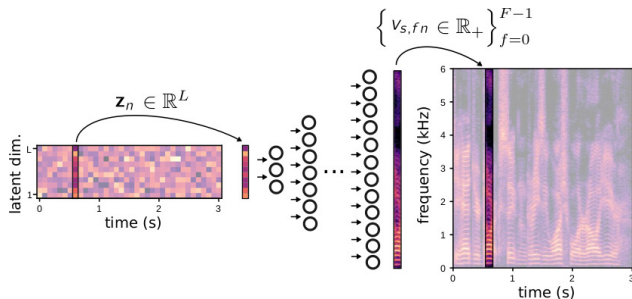 { v_{s,fn} ∈ ℝ₊ }_{f=0}^{F−1}
z_n ∈ ℝ^L
latent dim.
L
1
0 1 2 3
time (s)
...
frequency (kHz)
6
5
4
3
2
1
0
0 1 2 3
time (s)